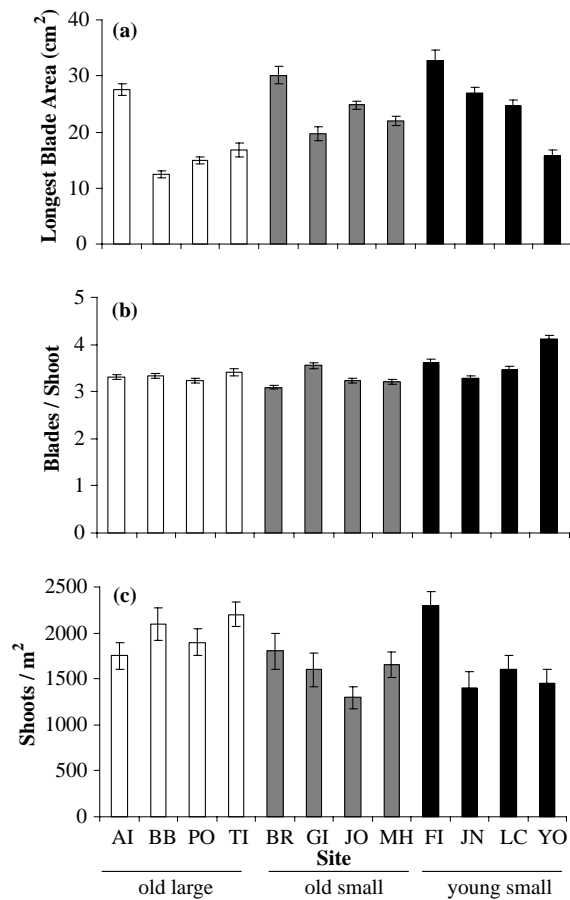 (a)
Longest Blade Area (cm²)
40
30
20
10
0
(b)
Blades / Shoot
5
4
3
2
1
0
(c)
Shoots / m²
2500
2000
1500
1000
500
0
AI BB PO TI BR GI JO MH FI JN LC YO
Site
old large old small young small